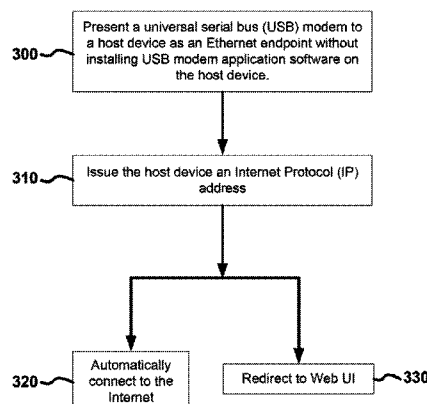 300
Present a universal serial bus (USB) modem to
a host device as an Ethernet endpoint without
installing USB modem application software on
the host device.
310
Issue the host device an Internet Protocol (IP)
address
320
Automatically
connect to the
Internet
Redirect to Web UI
330